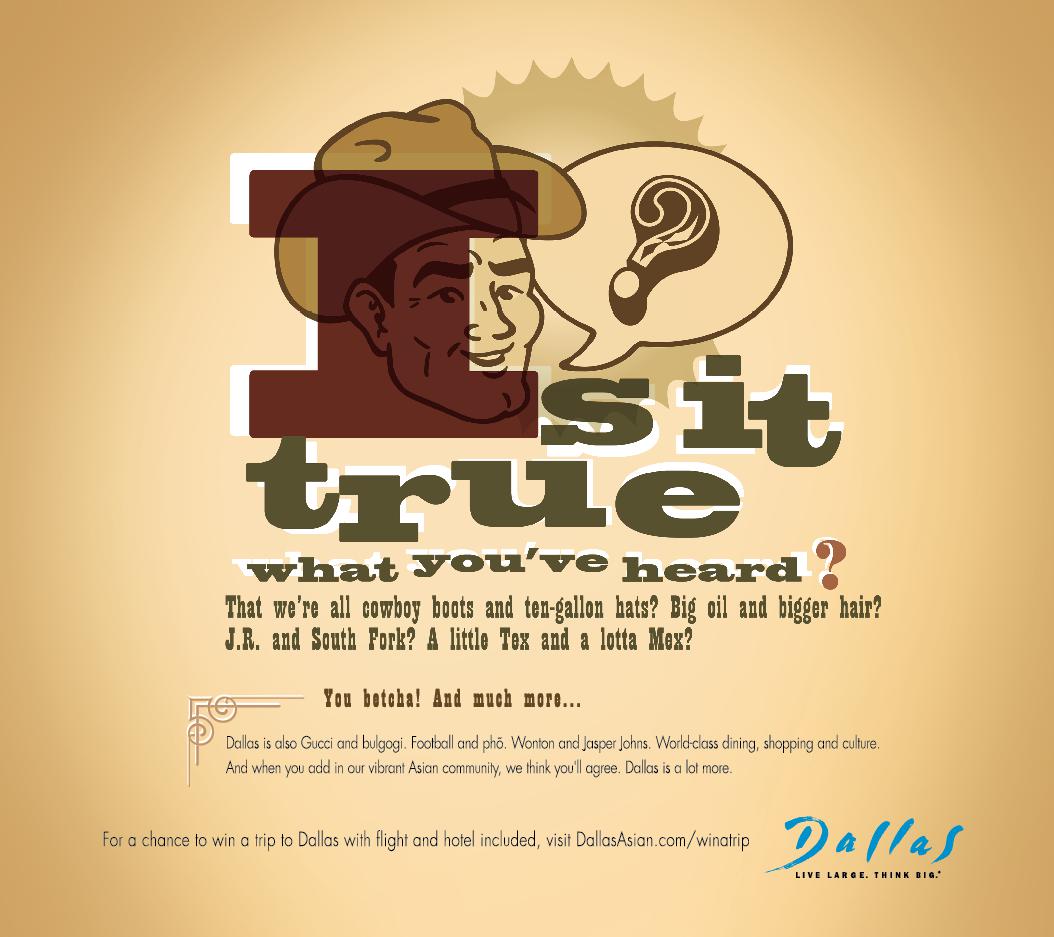 Is it
true
what you've heard?
That we're all cowboy boots and ten-gallon hats? Big oil and bigger hair?
J.R. and South Fork? A little Tex and a lotta Mex?
You betcha! And much more...
Dallas is also Gucci and bulgogi. Football and phõ. Wonton and Jasper Johns. World-class dining, shopping and culture.
And when you add in our vibrant Asian community, we think you'll agree. Dallas is a lot more.
For a chance to win a trip to Dallas with flight and hotel included, visit DallasAsian.com/winatrip
Dallas
LIVE LARGE. THINK BIG.